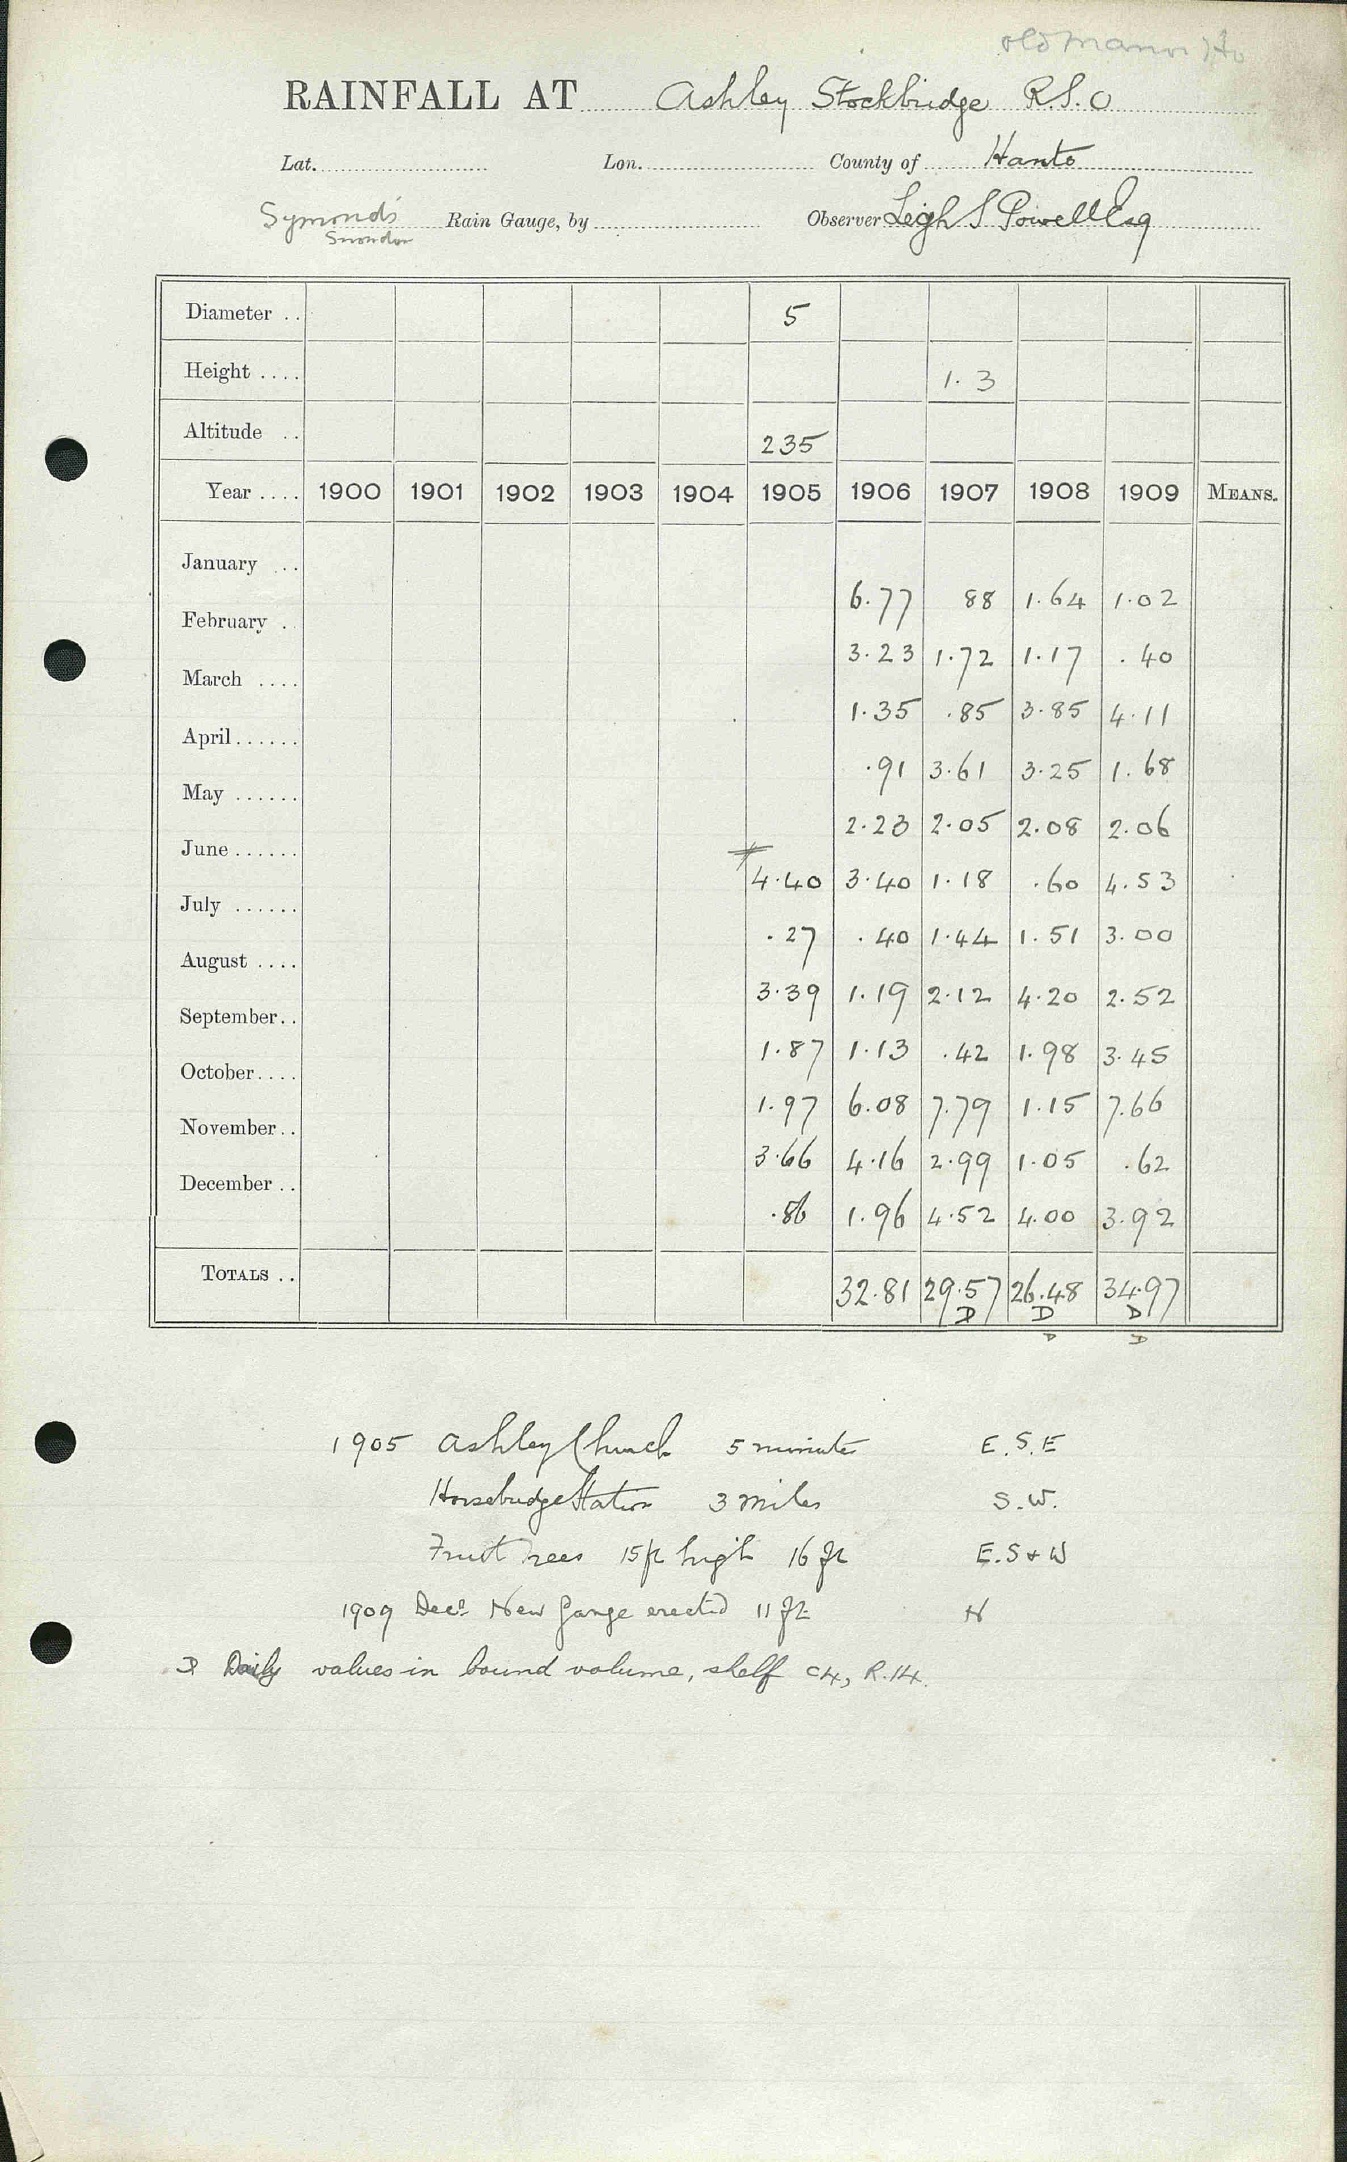 old Manor Ho
RAINFALL AT Ashley Stockbridge R.S.O
Lat. Lon. County of Hants
Symonds Rain Gauge, by Observer Leigh S Powell Esq
Snowdon
Diameter .. 5
Height .... 1.3
Altitude .. 235
Year .... 1900 1901 1902 1903 1904 1905 1906 1907 1908 1909 MEANS.
January ...
6.77 88 1.64 1.02
February .
3.23 1.72 1.17 .40
March ....
1.35 .85 3.85 4.11
April......
.91 3.61 3.25 1.68
May ......
2.23 2.05 2.08 2.06
June......
4.40 3.40 1.18 .60 4.53
July ......
.27 .40 1.44 1.51 3.00
August ....
3.39 1.19 2.12 4.20 2.52
September..
1.87 1.13 .42 1.98 3.45
October....
1.97 6.08 7.79 1.15 7.66
November..
3.66 4.16 2.99 1.05 .62
December ..
.86 1.96 4.52 4.00 3.92
TOTALS .. 32.81 29.57 26.48 34.97
D D D
D D
1905 Ashley Church 5 minutes E.S.E
Horsebridge Station 3 Miles S.W.
Fruit Trees 15ft high 16 ft E.S & W
1909 Decr New Gauge erected 11 ft N
D Daily values in bound volume, shelf C4, R.14.